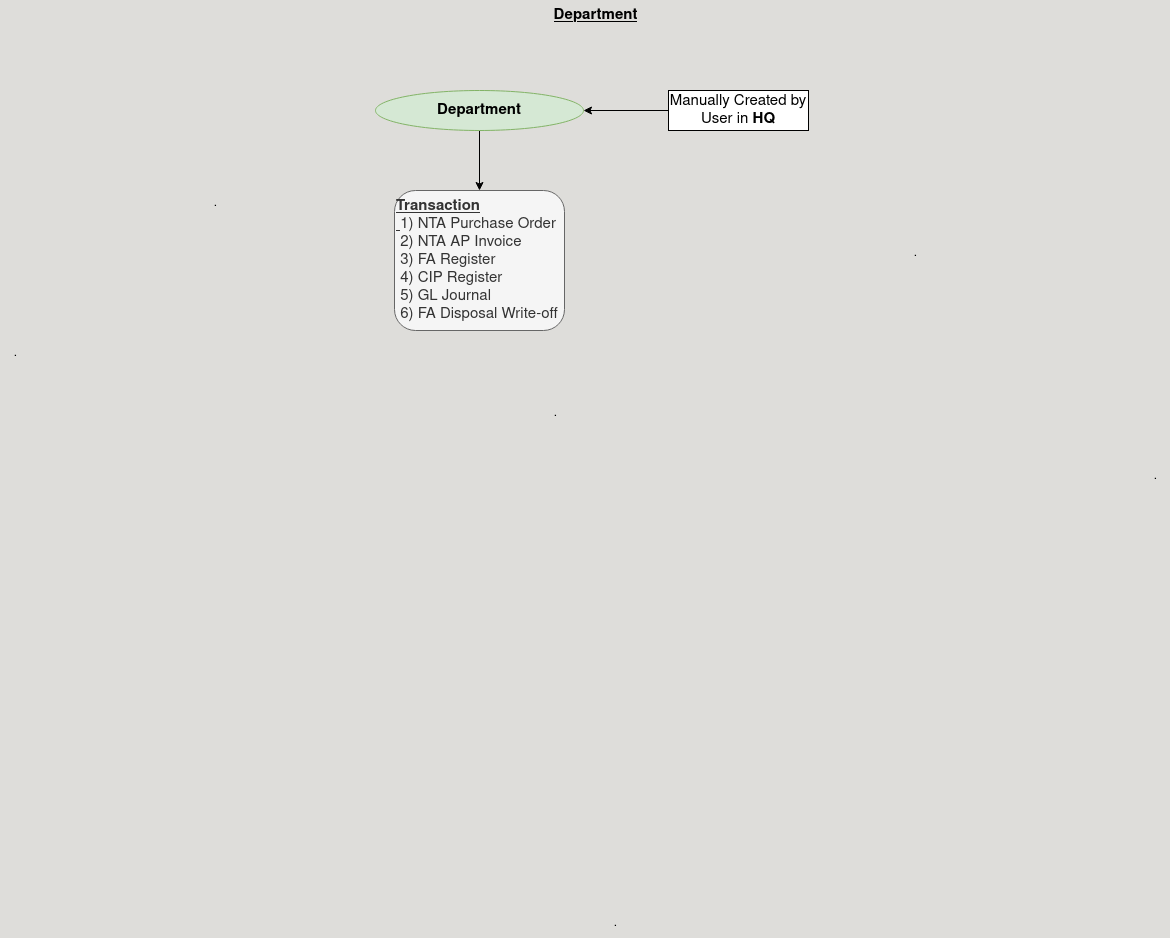 Department
Department
Manually Created by
User in HQ
Transaction
1) NTA Purchase Order
2) NTA AP Invoice
3) FA Register
4) CIP Register
5) GL Journal
6) FA Disposal Write-off